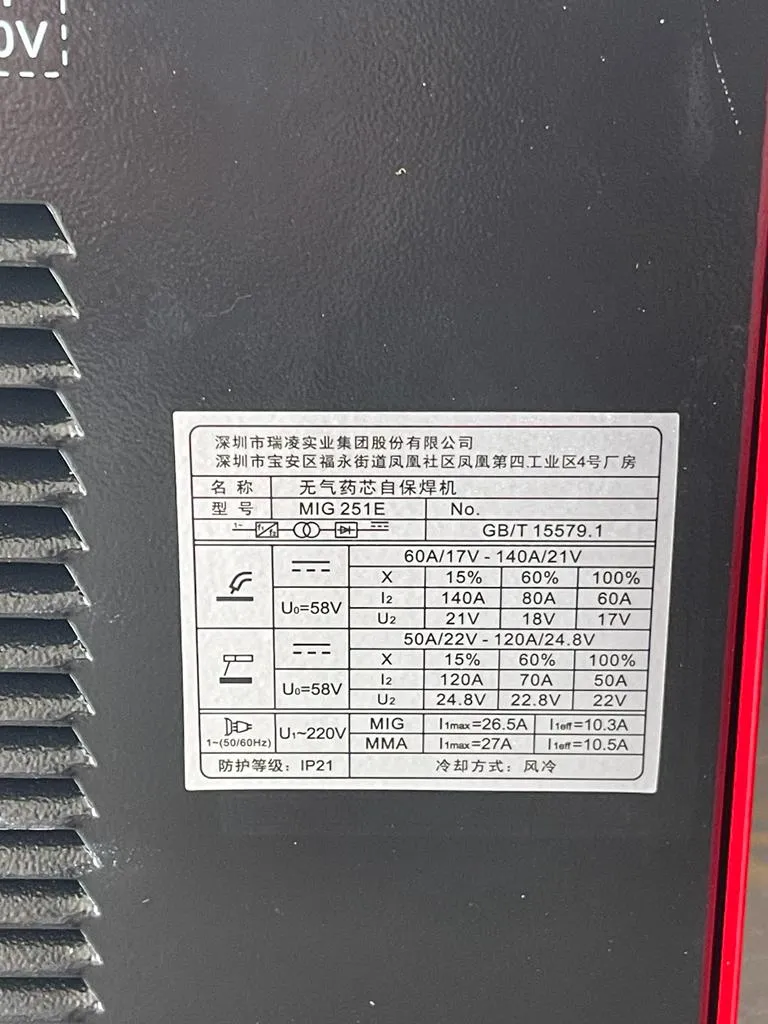 0V
深圳市瑞凌实业集团股份有限公司
深圳市宝安区福永街道凤凰社区凤凰第四工业区4号厂房
名 称 无气药芯自保焊机
型 号 MIG 251E No.
1~ f₁ f₂ GB/T 15579.1
60A/17V - 140A/21V
X 15% 60% 100%
U₀=58V I₂ 140A 80A 60A
U₂ 21V 18V 17V
50A/22V - 120A/24.8V
X 15% 60% 100%
U₀=58V I₂ 120A 70A 50A
U₂ 24.8V 22.8V 22V
1~(50/60Hz) U₁~220V MIG I₁max=26.5A I₁eff=10.3A
MMA I₁max=27A I₁eff=10.5A
防护等级：IP21 冷却方式：风冷